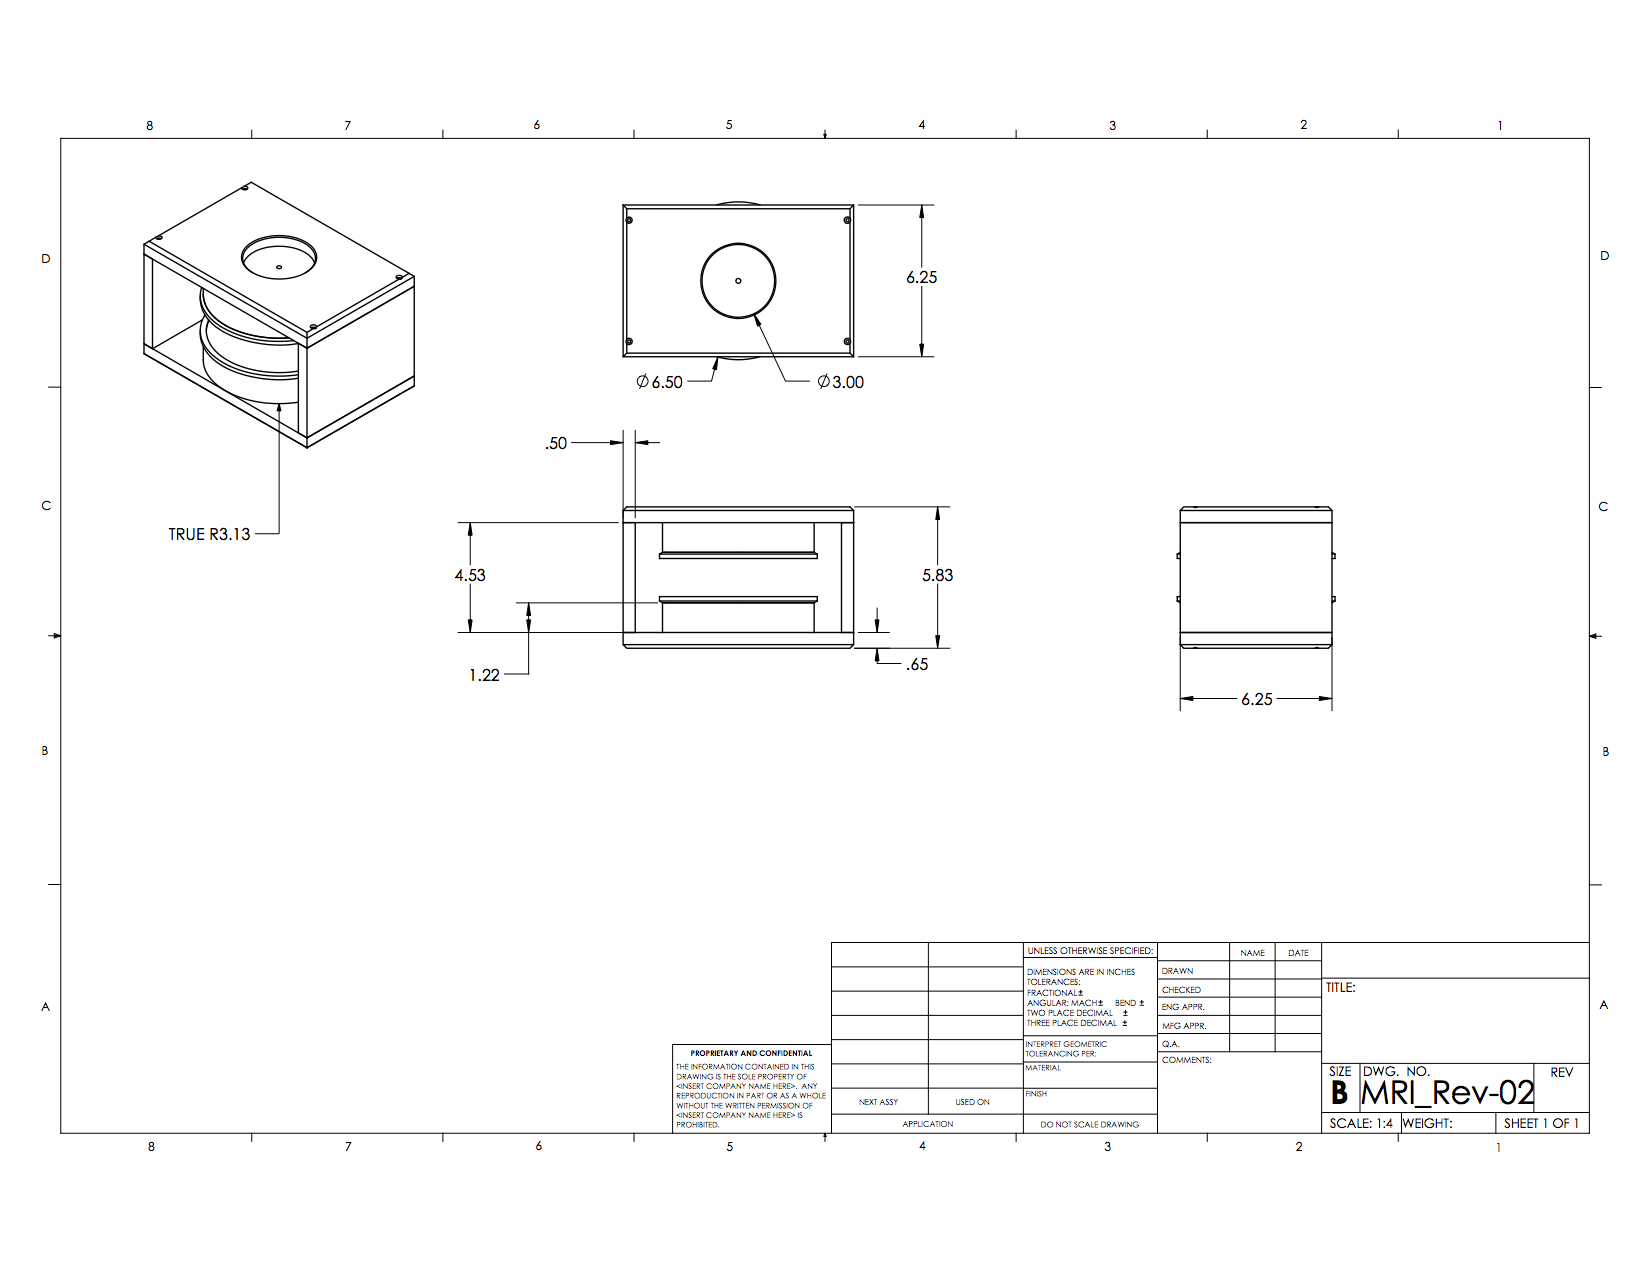 8 7 6 5 4 3 2 1
D D
6.25
⌀6.50 ⌀3.00
.50
C C
TRUE R3.13
4.53 5.83
1.22 .65
6.25
B B
A A
UNLESS OTHERWISE SPECIFIED:
DIMENSIONS ARE IN INCHES
TOLERANCES:
FRACTIONAL±
ANGULAR: MACH± BEND ±
TWO PLACE DECIMAL ±
THREE PLACE DECIMAL ±
INTERPRET GEOMETRIC
TOLERANCING PER:
MATERIAL
FINISH
DO NOT SCALE DRAWING
NAME DATE
DRAWN
CHECKED
ENG APPR.
MFG APPR.
Q.A.
COMMENTS:
TITLE:
SIZE DWG. NO. REV
B MRI_Rev-02
SCALE: 1:4 WEIGHT: SHEET 1 OF 1
PROPRIETARY AND CONFIDENTIAL
THE INFORMATION CONTAINED IN THIS
DRAWING IS THE SOLE PROPERTY OF
<INSERT COMPANY NAME HERE>. ANY
REPRODUCTION IN PART OR AS A WHOLE
WITHOUT THE WRITTEN PERMISSION OF
<INSERT COMPANY NAME HERE> IS
PROHIBITED.
NEXT ASSY USED ON
APPLICATION
8 7 6 5 4 3 2 1